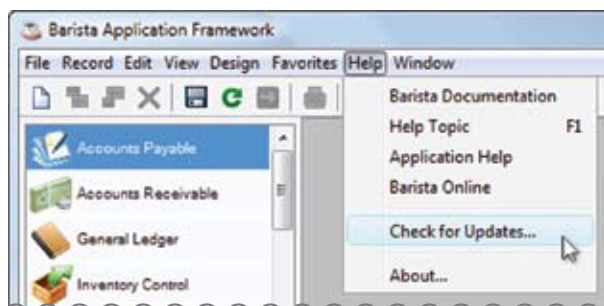 Barista Application Framework
File Record Edit View Design Favorites Help Window
Barista Documentation
Help Topic F1
Application Help
Barista Online
Check for Updates...
About...
Accounts Payable
Accounts Receivable
General Ledger
Inventory Control